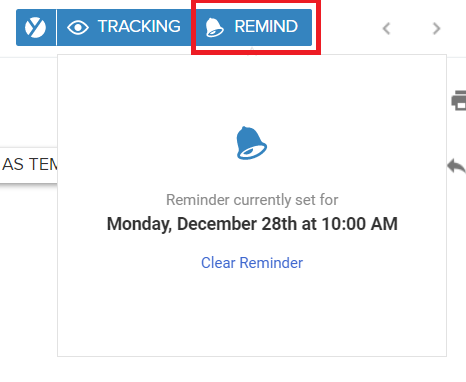 TRACKING REMIND
AS TEM
Reminder currently set for
Monday, December 28th at 10:00 AM
Clear Reminder